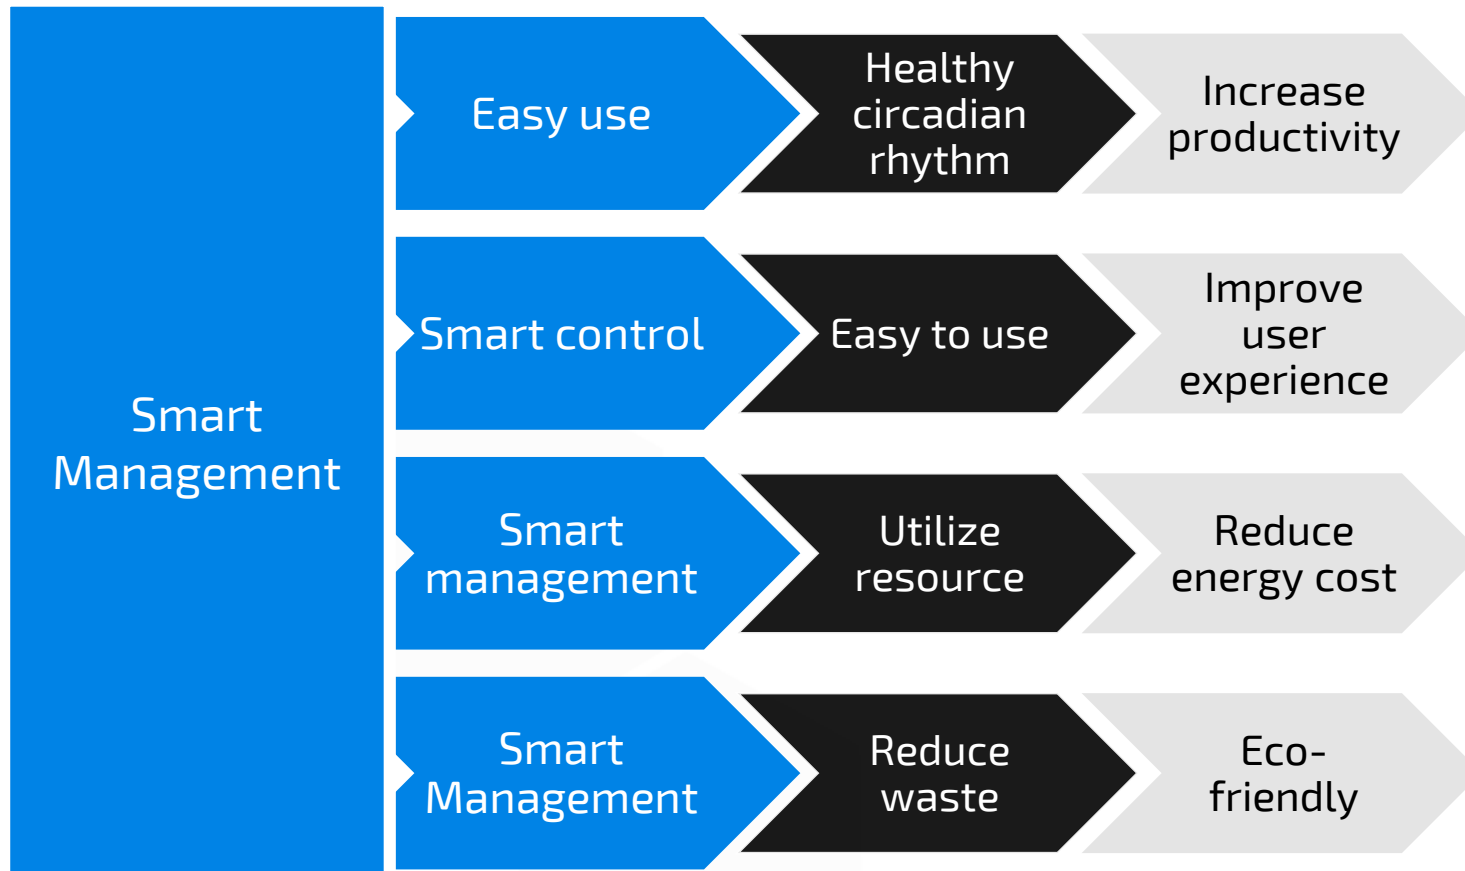 Smart
Management
Easy use
Healthy
circadian
rhythm
Increase
productivity
Smart control
Easy to use
Improve
user
experience
Smart
management
Utilize
resource
Reduce
energy cost
Smart
Management
Reduce
waste
Eco-
friendly